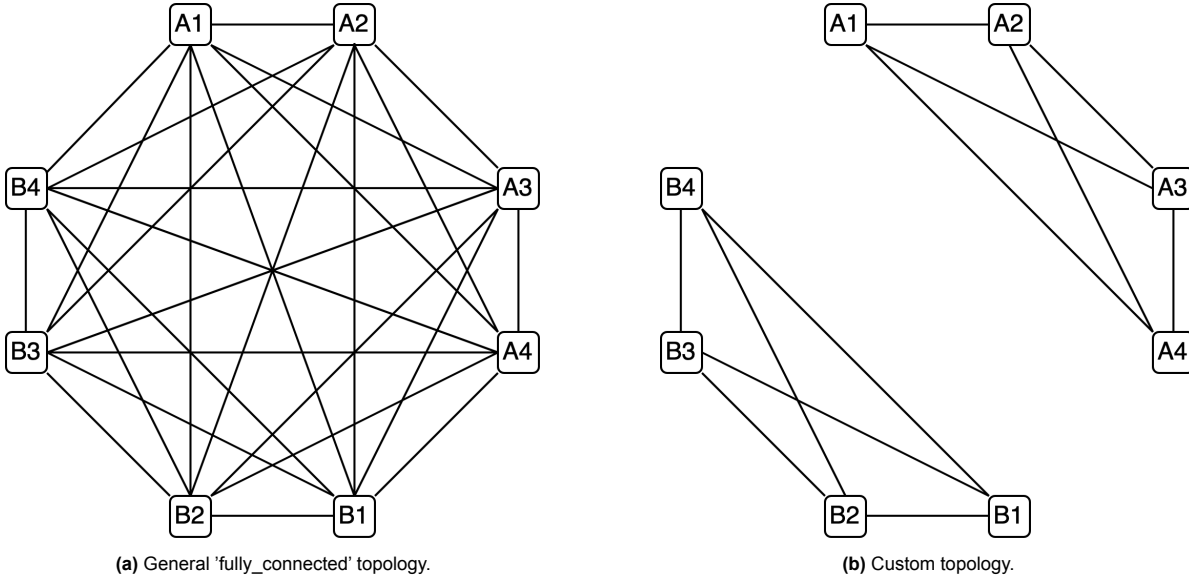 A1 A2 A1 A2
B4 A3 B4 A3
B3 A4 B3 A4
B2 B1 B2 B1
(a) General ’fully_connected’ topology.
(b) Custom topology.